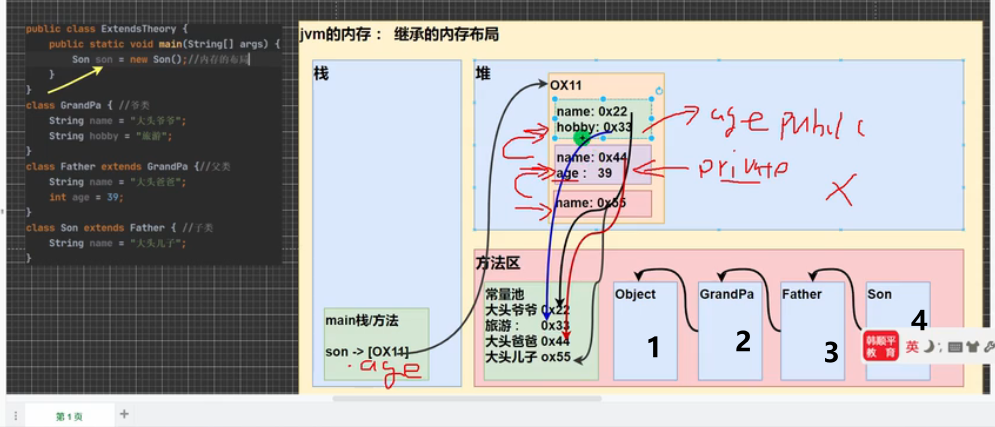 public class ExtendsTheory {
public static void main(String[] args) {
Son son = new Son();//内存的布局
}
}
class GrandPa { //爷类
String name = "大头爷爷";
String hobby = "旅游";
}
class Father extends GrandPa {//父类
String name = "大头爸爸";
int age = 39;
}
class Son extends Father { //子类
String name = "大头儿子";
}
jvm的内存： 继承的内存布局
栈
main栈/方法
son -> [OX11]
.age
堆
OX11
name: 0x22
hobby: 0x33
name: 0x44
age： 39
name: 0x55
age public
private
X
方法区
常量池
大头爷爷 0x22
旅游： 0x33
大头爸爸 0x44
大头儿子 ox55
Object
1
GrandPa
2
Father
3
Son
4
韩顺平
教 育
英
第 1 页